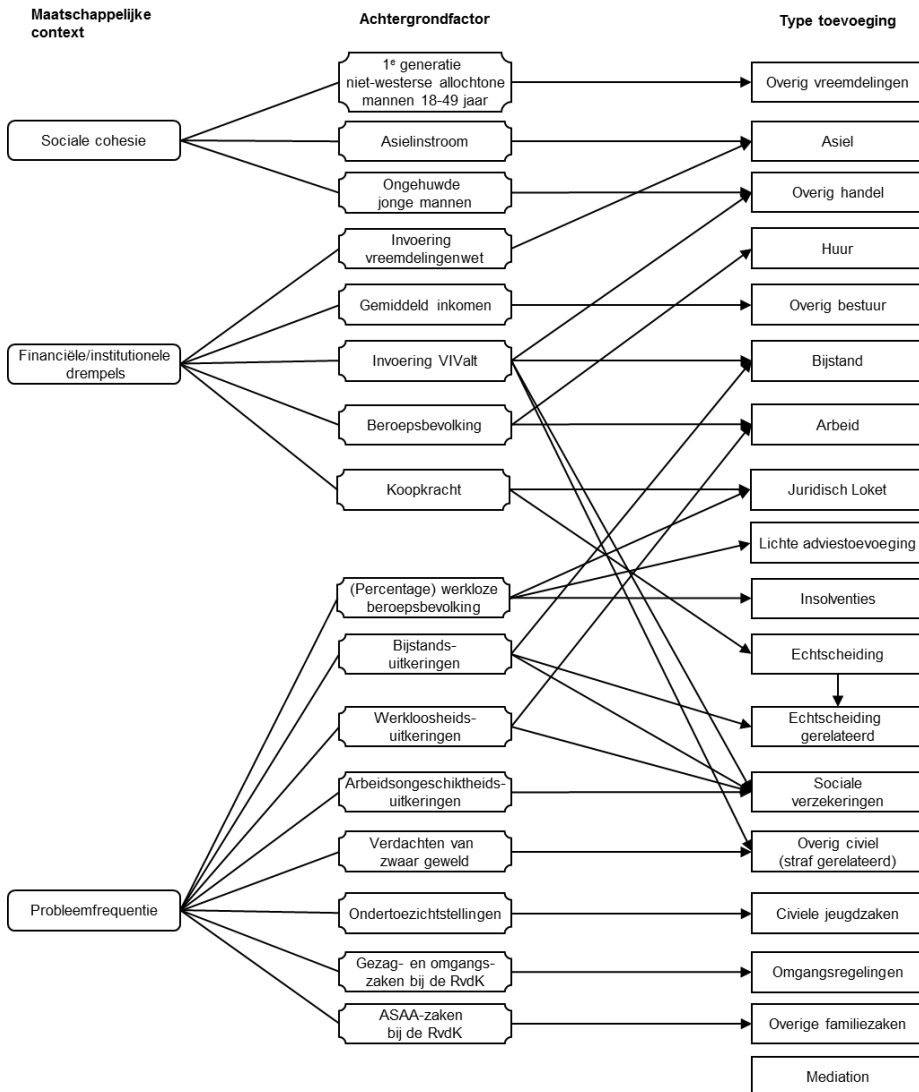 Maatschappelijke
context
Achtergrondfactor
Type toevoeging
1e generatie
niet-westerse allochtone
mannen 18-49 jaar
Overig vreemdelingen
Sociale cohesie
Asielinstroom
Asiel
Ongehuwde
jonge mannen
Overig handel
Invoering
vreemdelingenwet
Huur
Gemiddeld inkomen
Overig bestuur
Financiële/institutionele
drempels
Invoering VIValt
Bijstand
Beroepsbevolking
Arbeid
Koopkracht
Juridisch Loket
Lichte adviestoevoeging
(Percentage) werkloze
beroepsbevolking
Insolventies
Bijstands-
uitkeringen
Echtscheiding
Werkloosheids-
uitkeringen
Echtscheiding
gerelateerd
Arbeidsongeschiktheids-
uitkeringen
Sociale
verzekeringen
Verdachten van
zwaar geweld
Overig civiel
(straf gerelateerd)
Probleemfrequentie
Ondertoezichtstellingen
Civiele jeugdzaken
Gezag- en omgangs-
zaken bij de RvdK
Omgangsregelingen
ASAA-zaken
bij de RvdK
Overige familiezaken
Mediation